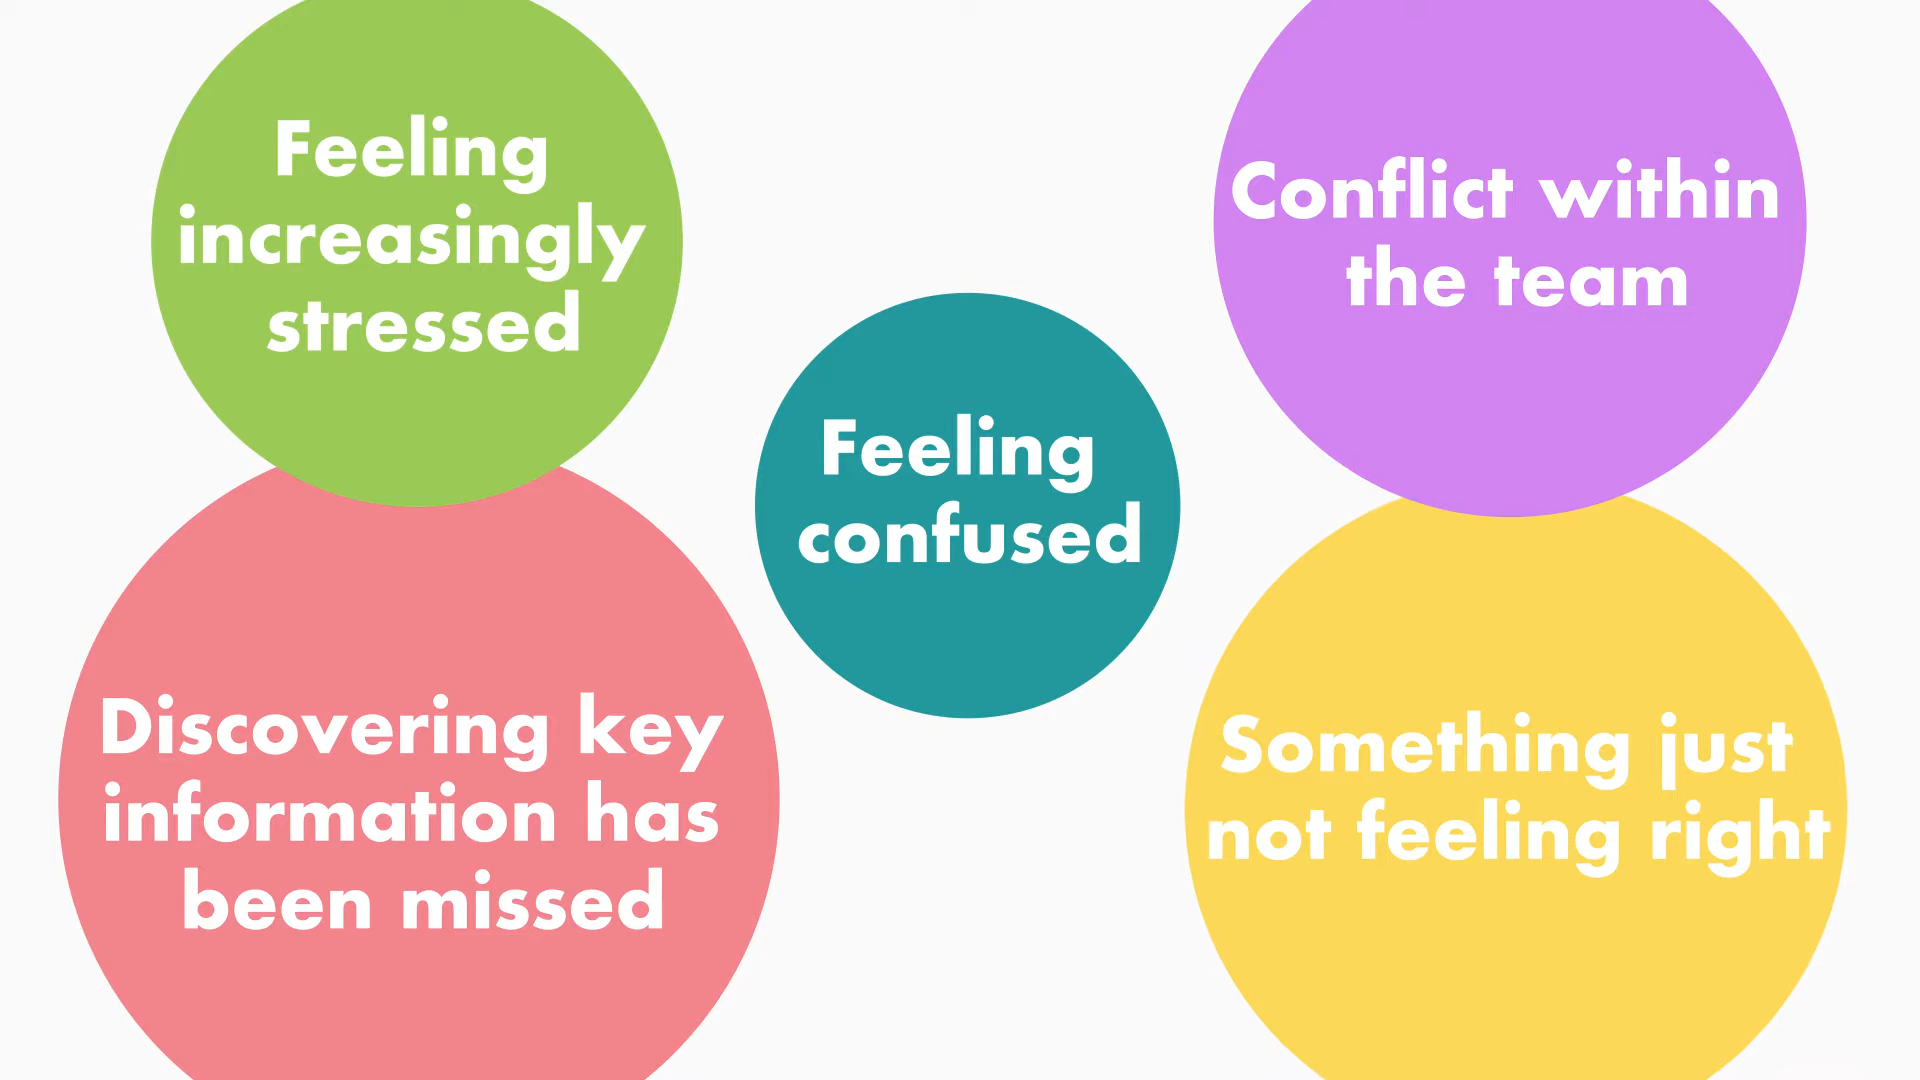 Feeling
increasingly
stressed
Conflict within
the team
Feeling
confused
Discovering key
information has
been missed
Something just
not feeling right